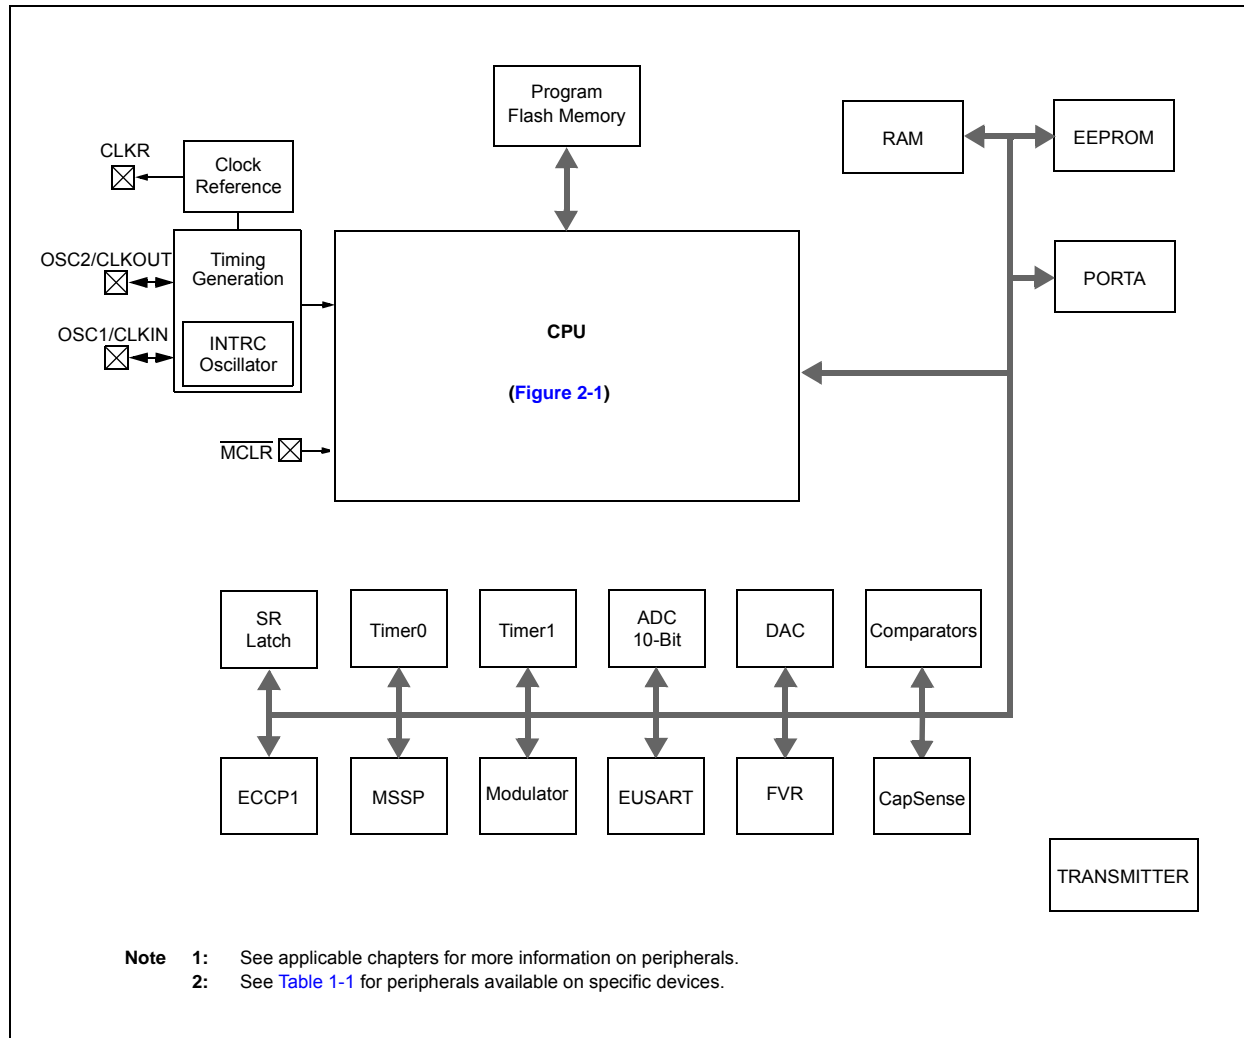 Program
Flash Memory
RAM
EEPROM
CLKR
Clock
Reference
OSC2/CLKOUT
Timing
Generation
PORTA
OSC1/CLKIN
INTRC
Oscillator
CPU
(Figure 2-1)
MCLR
SR
Latch
Timer0
Timer1
ADC
10-Bit
DAC
Comparators
ECCP1
MSSP
Modulator
EUSART
FVR
CapSense
TRANSMITTER
Note 1: See applicable chapters for more information on peripherals.
2: See Table 1-1 for peripherals available on specific devices.